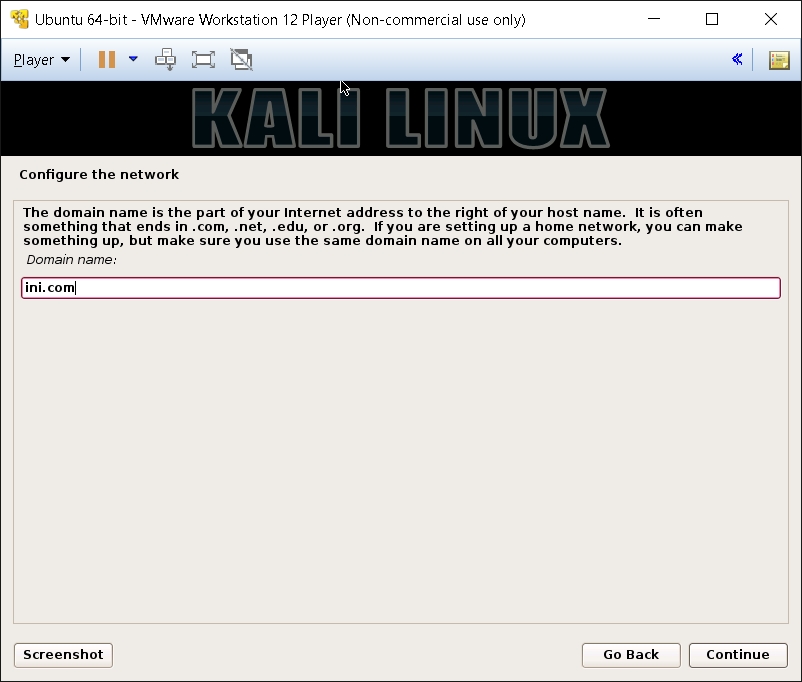 Ubuntu 64-bit - VMware Workstation 12 Player (Non-commercial use only)
Player
KALI LINUX
Configure the network
The domain name is the part of your Internet address to the right of your host name.  It is often
something that ends in .com, .net, .edu, or .org.  If you are setting up a home network, you can make
something up, but make sure you use the same domain name on all your computers.
Domain name:
ini.com
Screenshot
Go Back
Continue